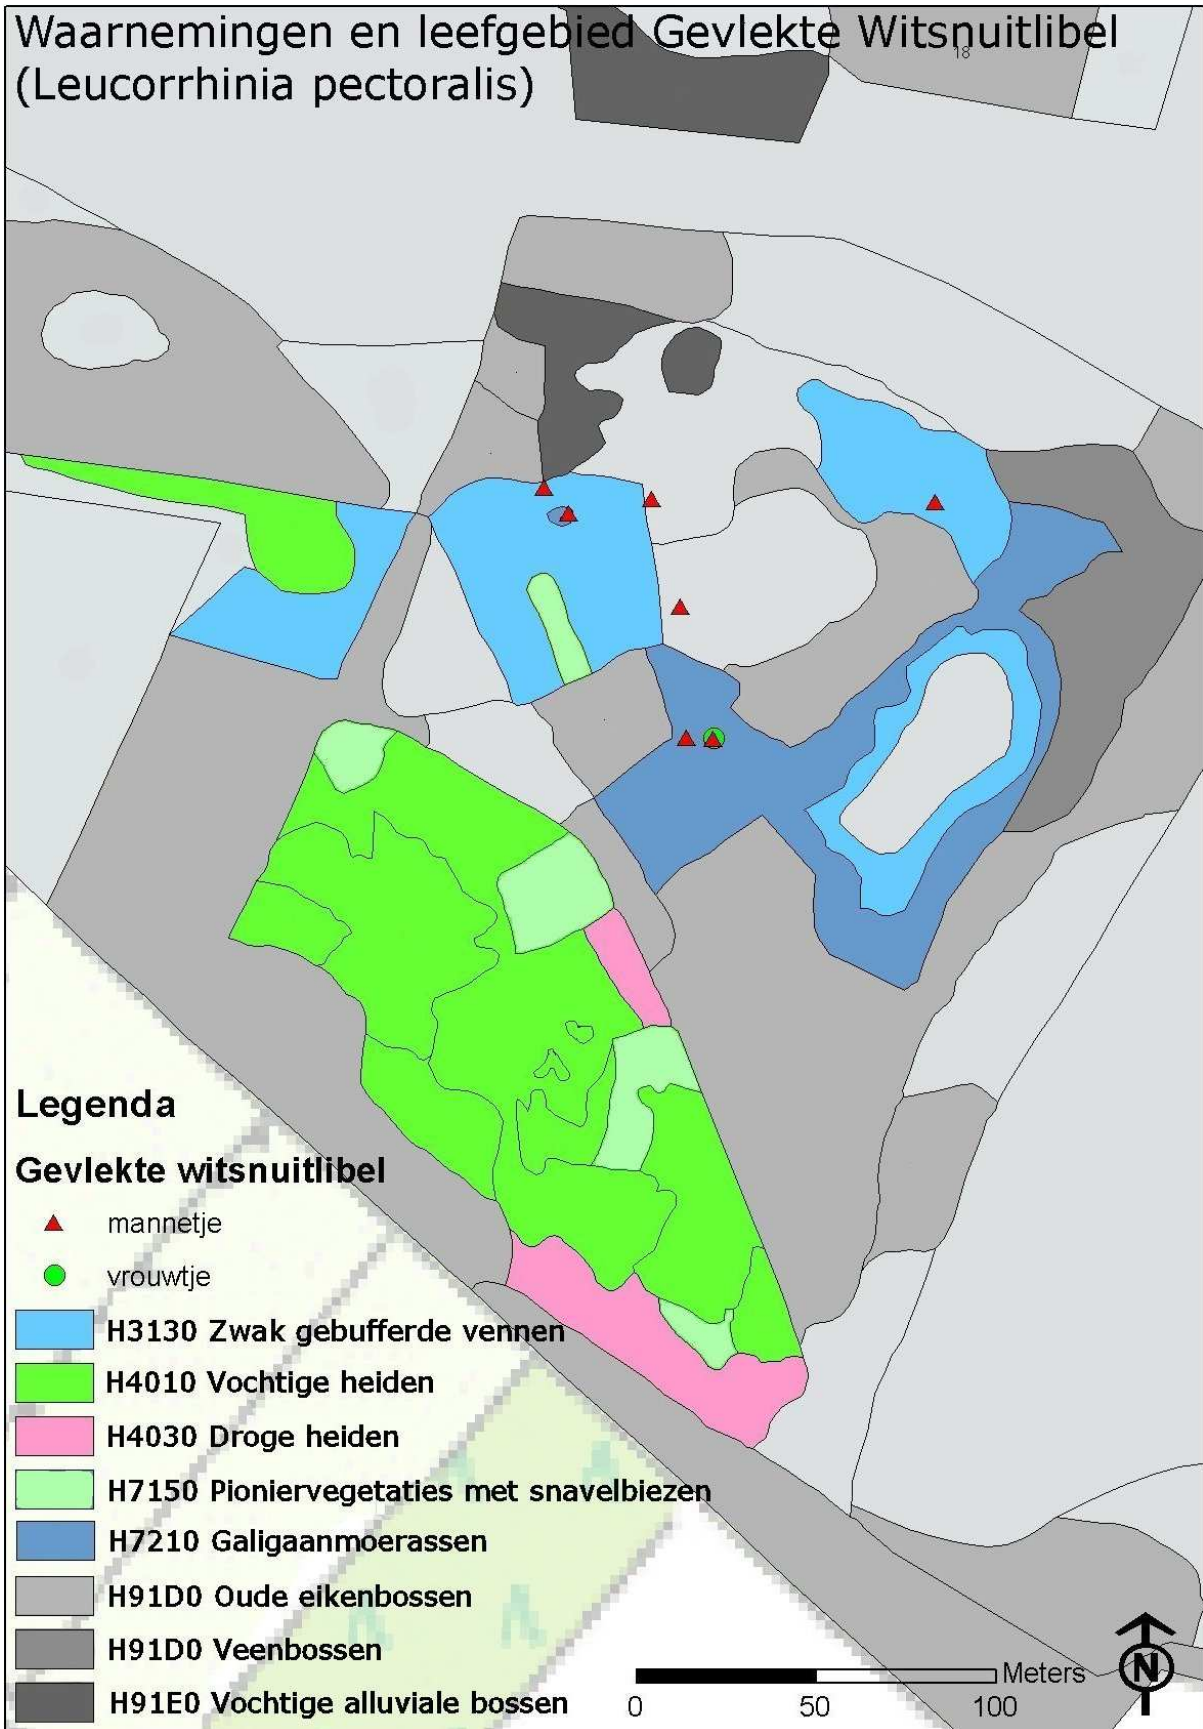 Waarnemingen en leefgebied Gevlekte Witsnuitlibel
(Leucorrhinia pectoralis)
18
Legenda
Gevlekte witsnuitlibel
mannetje
vrouwtje
H3130 Zwak gebufferde vennen
H4010 Vochtige heiden
H4030 Droge heiden
H7150 Pioniervegetaties met snavelbiezen
H7210 Galigaanmoerassen
H91D0 Oude eikenbossen
H91D0 Veenbossen
H91E0 Vochtige alluviale bossen
Meters
0 50 100
N